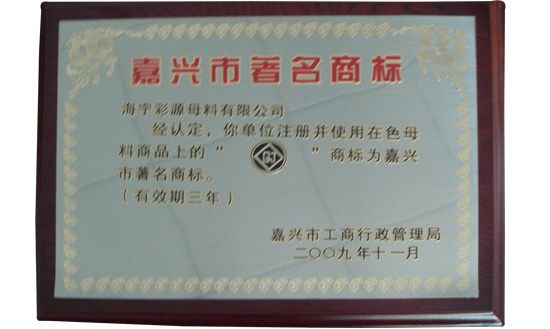 嘉兴市著名商标
海宁彩源母料有限公司
经认定，你单位注册并使用在色母
料商品上的“ ”商标为嘉兴
市著名商标。
（有效期三年）
嘉兴市工商行政管理局
二〇〇九年十一月